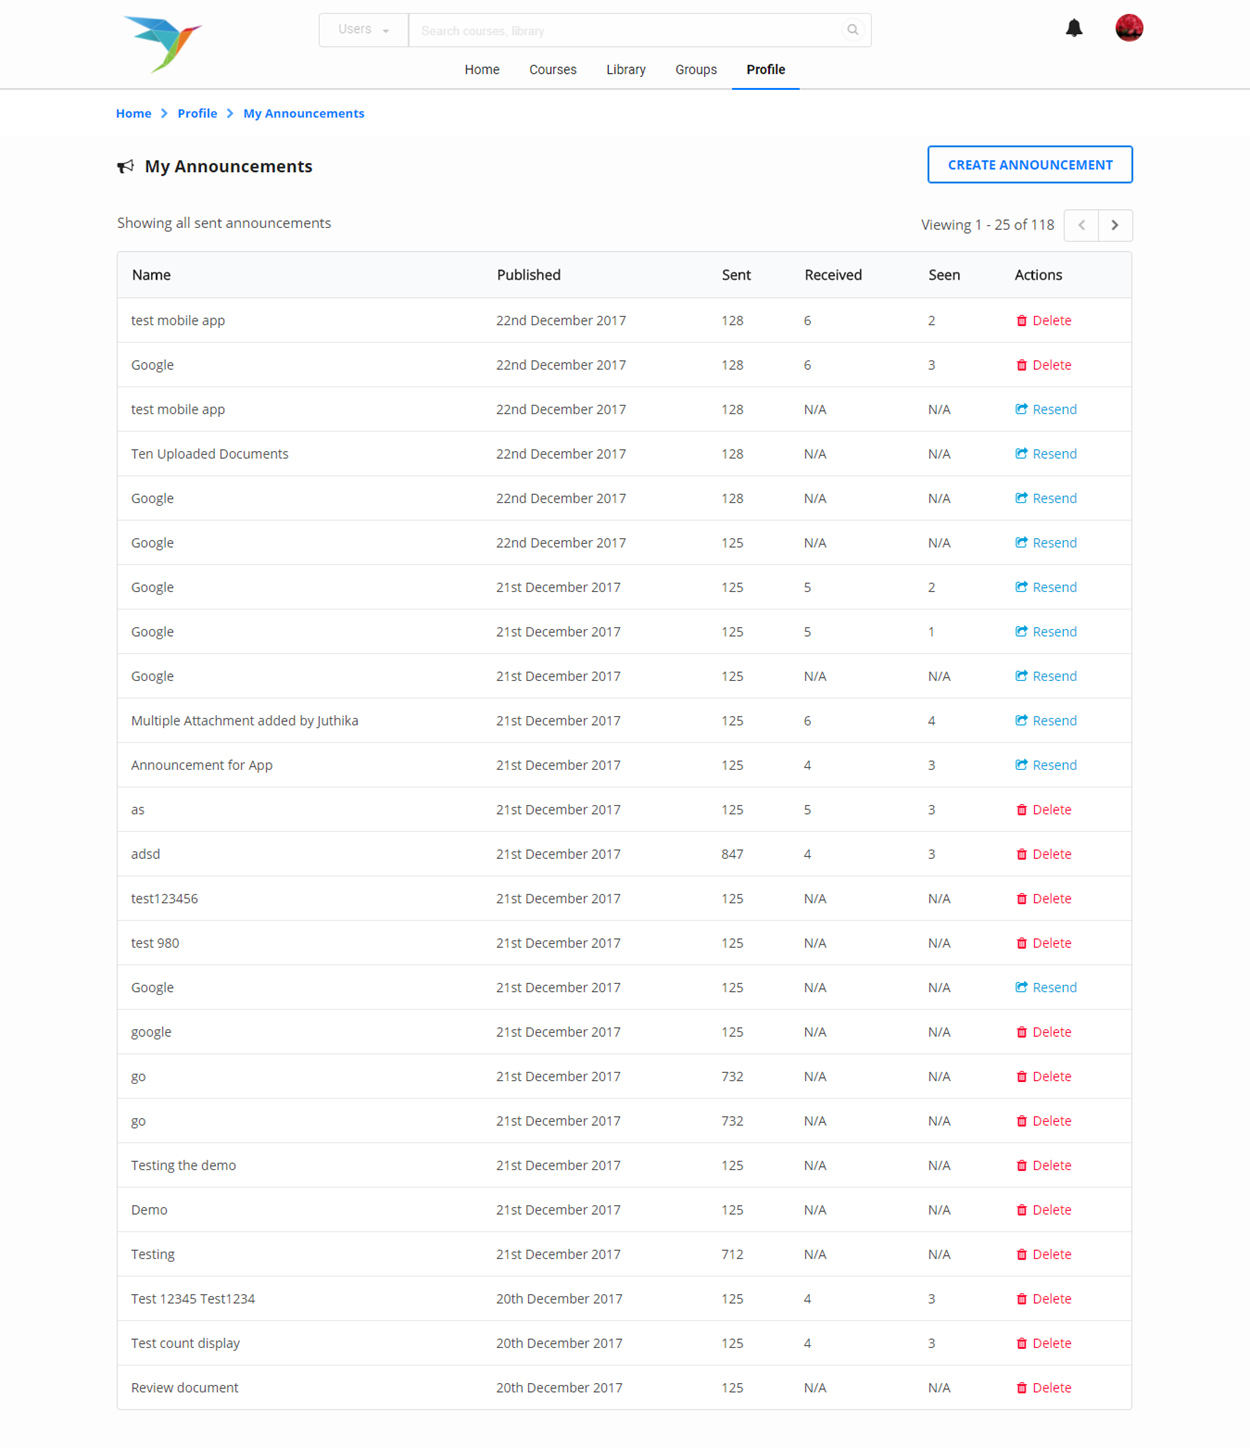 Users Search courses, library
Home Courses Library Groups Profile
Home Profile My Announcements
My Announcements CREATE ANNOUNCEMENT
Showing all sent announcements Viewing 1 - 25 of 118
Name Published Sent Received Seen Actions
test mobile app 22nd December 2017 128 6 2 Delete
Google 22nd December 2017 128 6 3 Delete
test mobile app 22nd December 2017 128 N/A N/A Resend
Ten Uploaded Documents 22nd December 2017 128 N/A N/A Resend
Google 22nd December 2017 128 N/A N/A Resend
Google 22nd December 2017 125 N/A N/A Resend
Google 21st December 2017 125 5 2 Resend
Google 21st December 2017 125 5 1 Resend
Google 21st December 2017 125 N/A N/A Resend
Multiple Attachment added by Juthika 21st December 2017 125 6 4 Resend
Announcement for App 21st December 2017 125 4 3 Resend
as 21st December 2017 125 5 3 Delete
adsd 21st December 2017 847 4 3 Delete
test123456 21st December 2017 125 N/A N/A Delete
test 980 21st December 2017 125 N/A N/A Delete
Google 21st December 2017 125 N/A N/A Resend
google 21st December 2017 125 N/A N/A Delete
go 21st December 2017 732 N/A N/A Delete
go 21st December 2017 732 N/A N/A Delete
Testing the demo 21st December 2017 125 N/A N/A Delete
Demo 21st December 2017 125 N/A N/A Delete
Testing 21st December 2017 712 N/A N/A Delete
Test 12345 Test1234 20th December 2017 125 4 3 Delete
Test count display 20th December 2017 125 4 3 Delete
Review document 20th December 2017 125 N/A N/A Delete